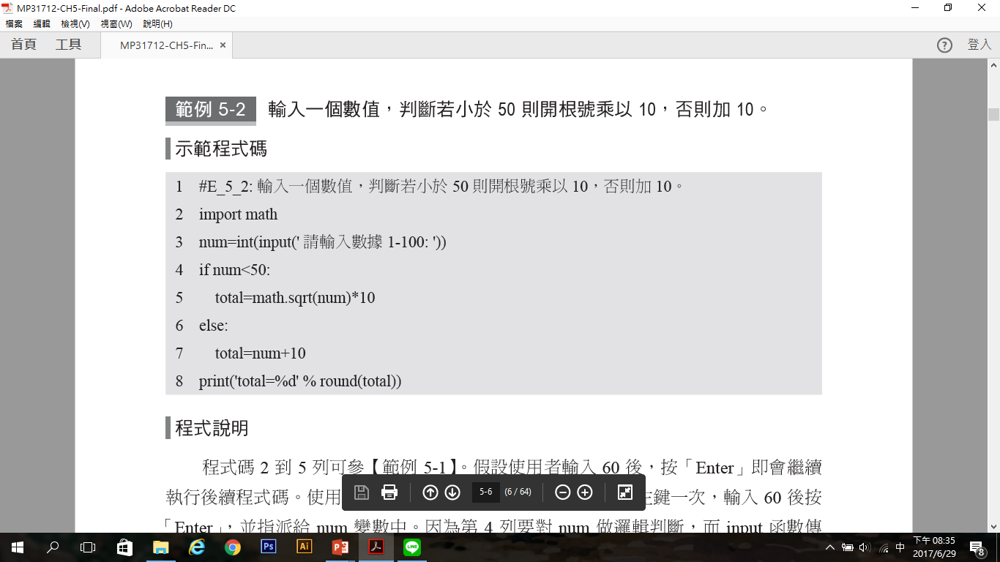 MP31712-CH5-Final.pdf - Adobe Acrobat Reader DC
檔案 編輯 檢視(V) 視窗(W) 說明(H)
首頁 工具 MP31712-CH5-Fin... × ? 登入
範例 5-2 輸入一個數值，判斷若小於 50 則開根號乘以 10，否則加 10。
示範程式碼
1 #E_5_2: 輸入一個數值，判斷若小於 50 則開根號乘以 10，否則加 10。
2 import math
3 num=int(input(' 請輸入數據 1-100: '))
4 if num<50:
5 total=math.sqrt(num)*10
6 else:
7 total=num+10
8 print('total=%d' % round(total))
程式說明
程式碼 2 到 5 列可參【範例 5-1】。假設使用者輸入 60 後，按「Enter」即會繼續
執行後續程式碼。使用 左鍵一次，輸入 60 後按
「Enter」，並指派給 num 變數中。因為第 4 列要對 num 做邏輯判斷，而 input 函數傳
5-6 (6 / 64)
Ps Ai LINE 中 下午 08:35
2017/6/29 8